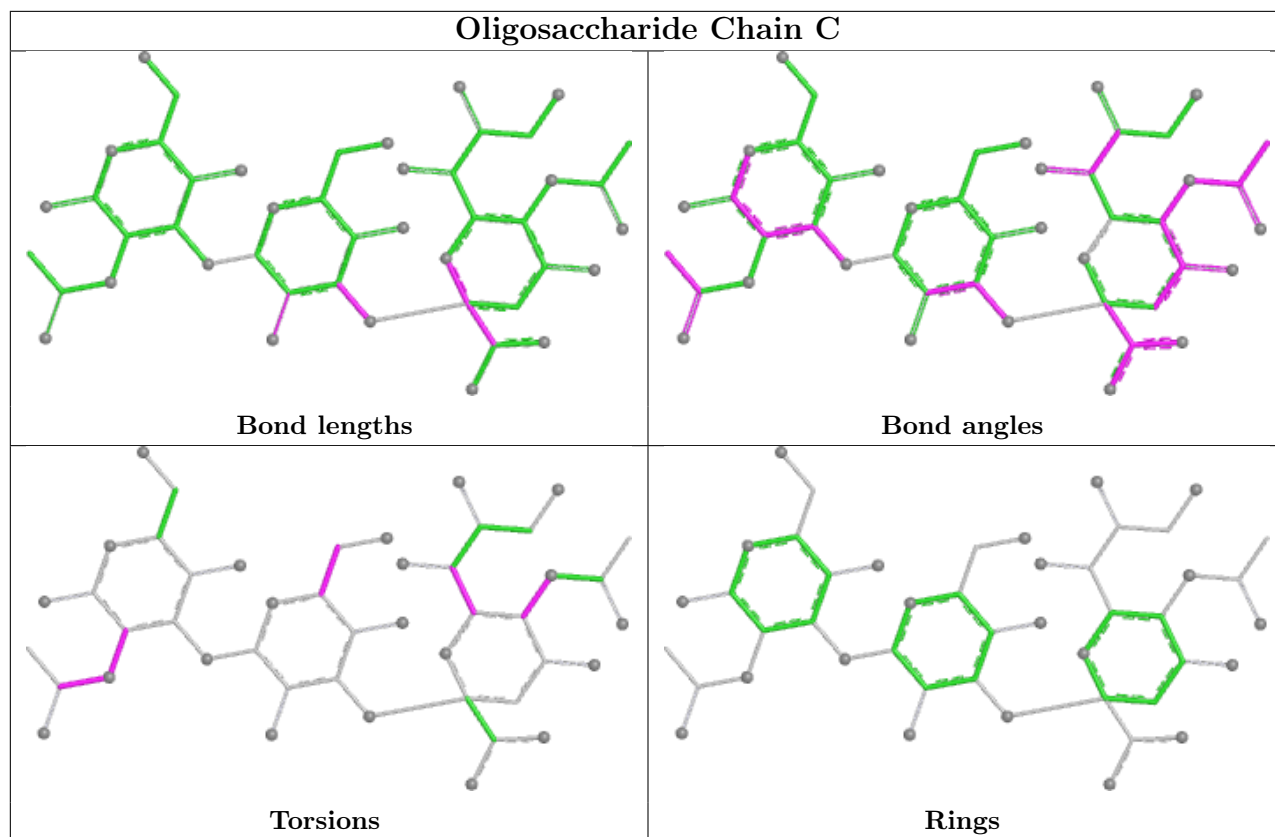 Oligosaccharide Chain C
Bond lengths
Bond angles
Torsions
Rings